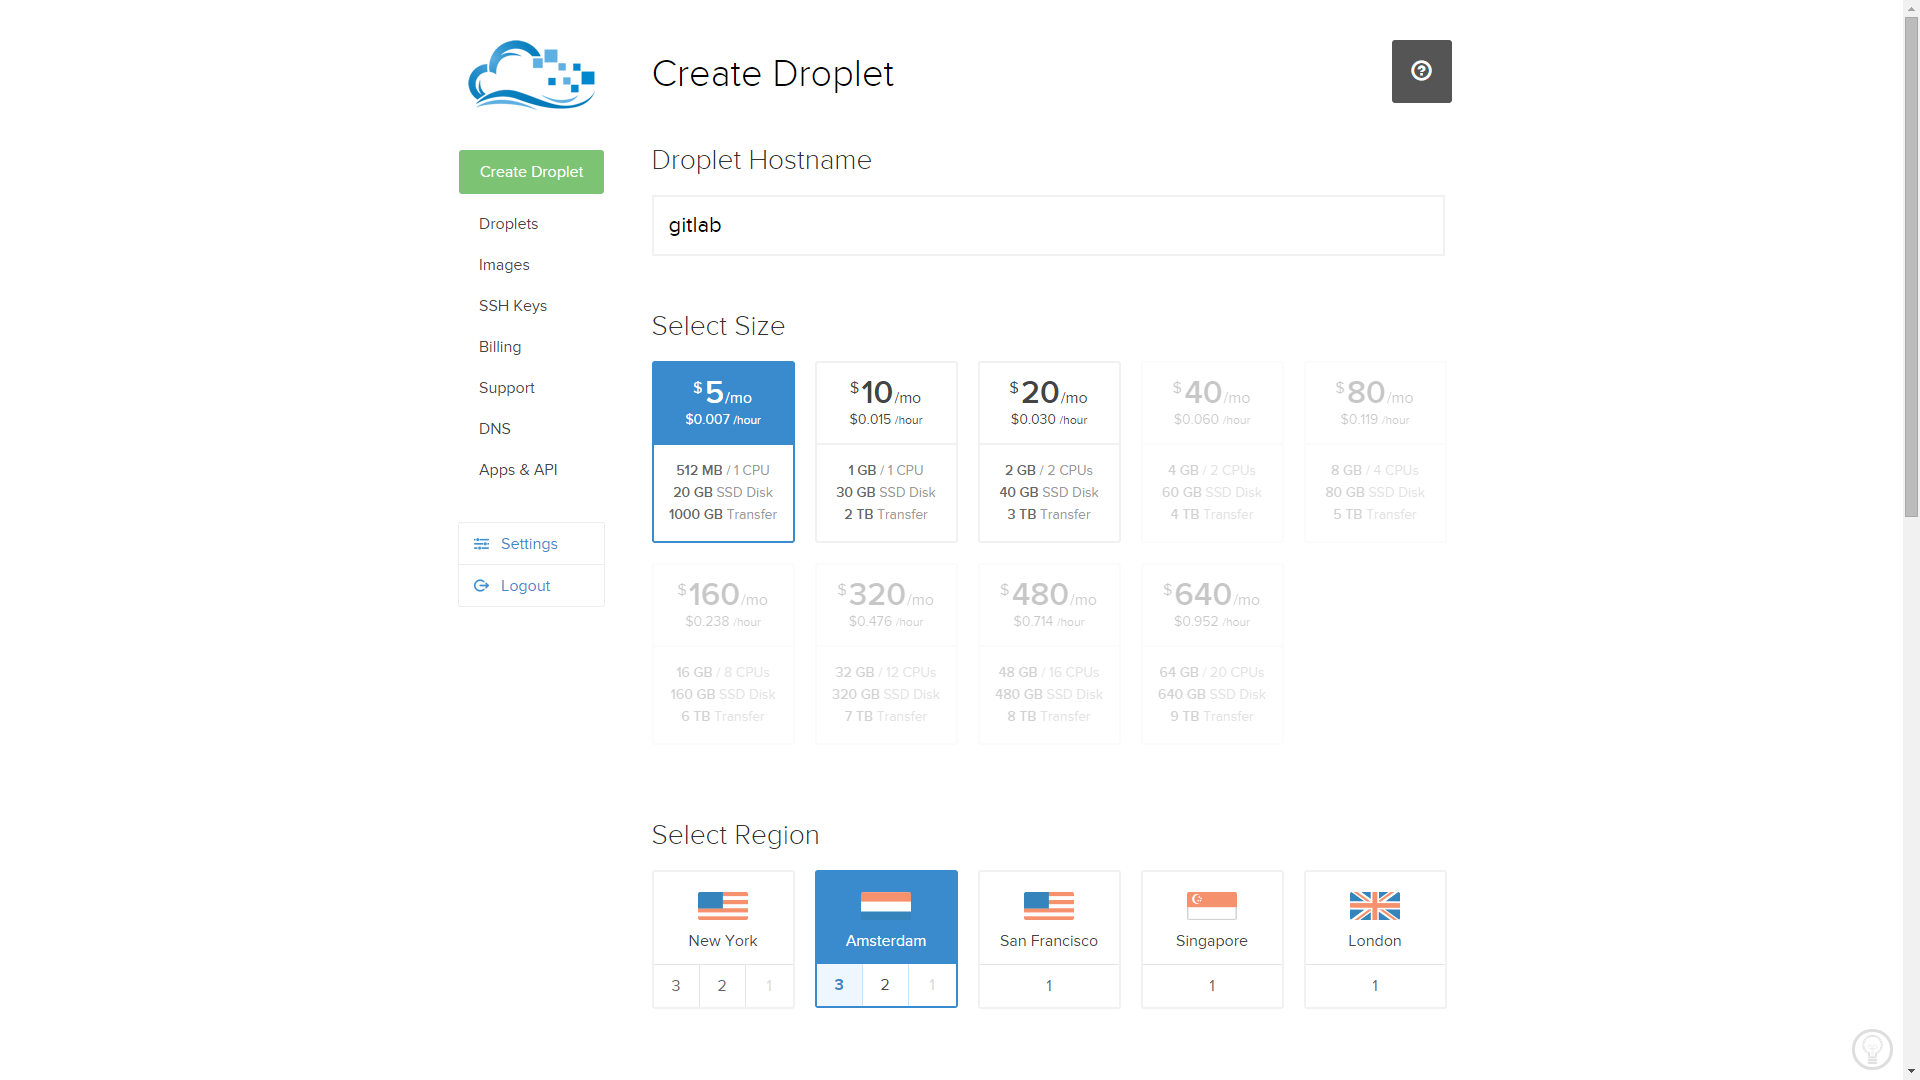 Create Droplet
Create Droplet
Droplets
Images
SSH Keys
Billing
Support
DNS
Apps & API
Settings
Logout
Droplet Hostname
gitlab
Select Size
$5/mo
$0.007 /hour
512 MB / 1 CPU
20 GB SSD Disk
1000 GB Transfer
$10/mo
$0.015 /hour
1 GB / 1 CPU
30 GB SSD Disk
2 TB Transfer
$20/mo
$0.030 /hour
2 GB / 2 CPUs
40 GB SSD Disk
3 TB Transfer
$40/mo
$0.060 /hour
4 GB / 2 CPUs
60 GB SSD Disk
4 TB Transfer
$80/mo
$0.119 /hour
8 GB / 4 CPUs
80 GB SSD Disk
5 TB Transfer
$160/mo
$0.238 /hour
16 GB / 8 CPUs
160 GB SSD Disk
6 TB Transfer
$320/mo
$0.476 /hour
32 GB / 12 CPUs
320 GB SSD Disk
7 TB Transfer
$480/mo
$0.714 /hour
48 GB / 16 CPUs
480 GB SSD Disk
8 TB Transfer
$640/mo
$0.952 /hour
64 GB / 20 CPUs
640 GB SSD Disk
9 TB Transfer
Select Region
New York
3 2 1
Amsterdam
3 2 1
San Francisco
1
Singapore
1
London
1